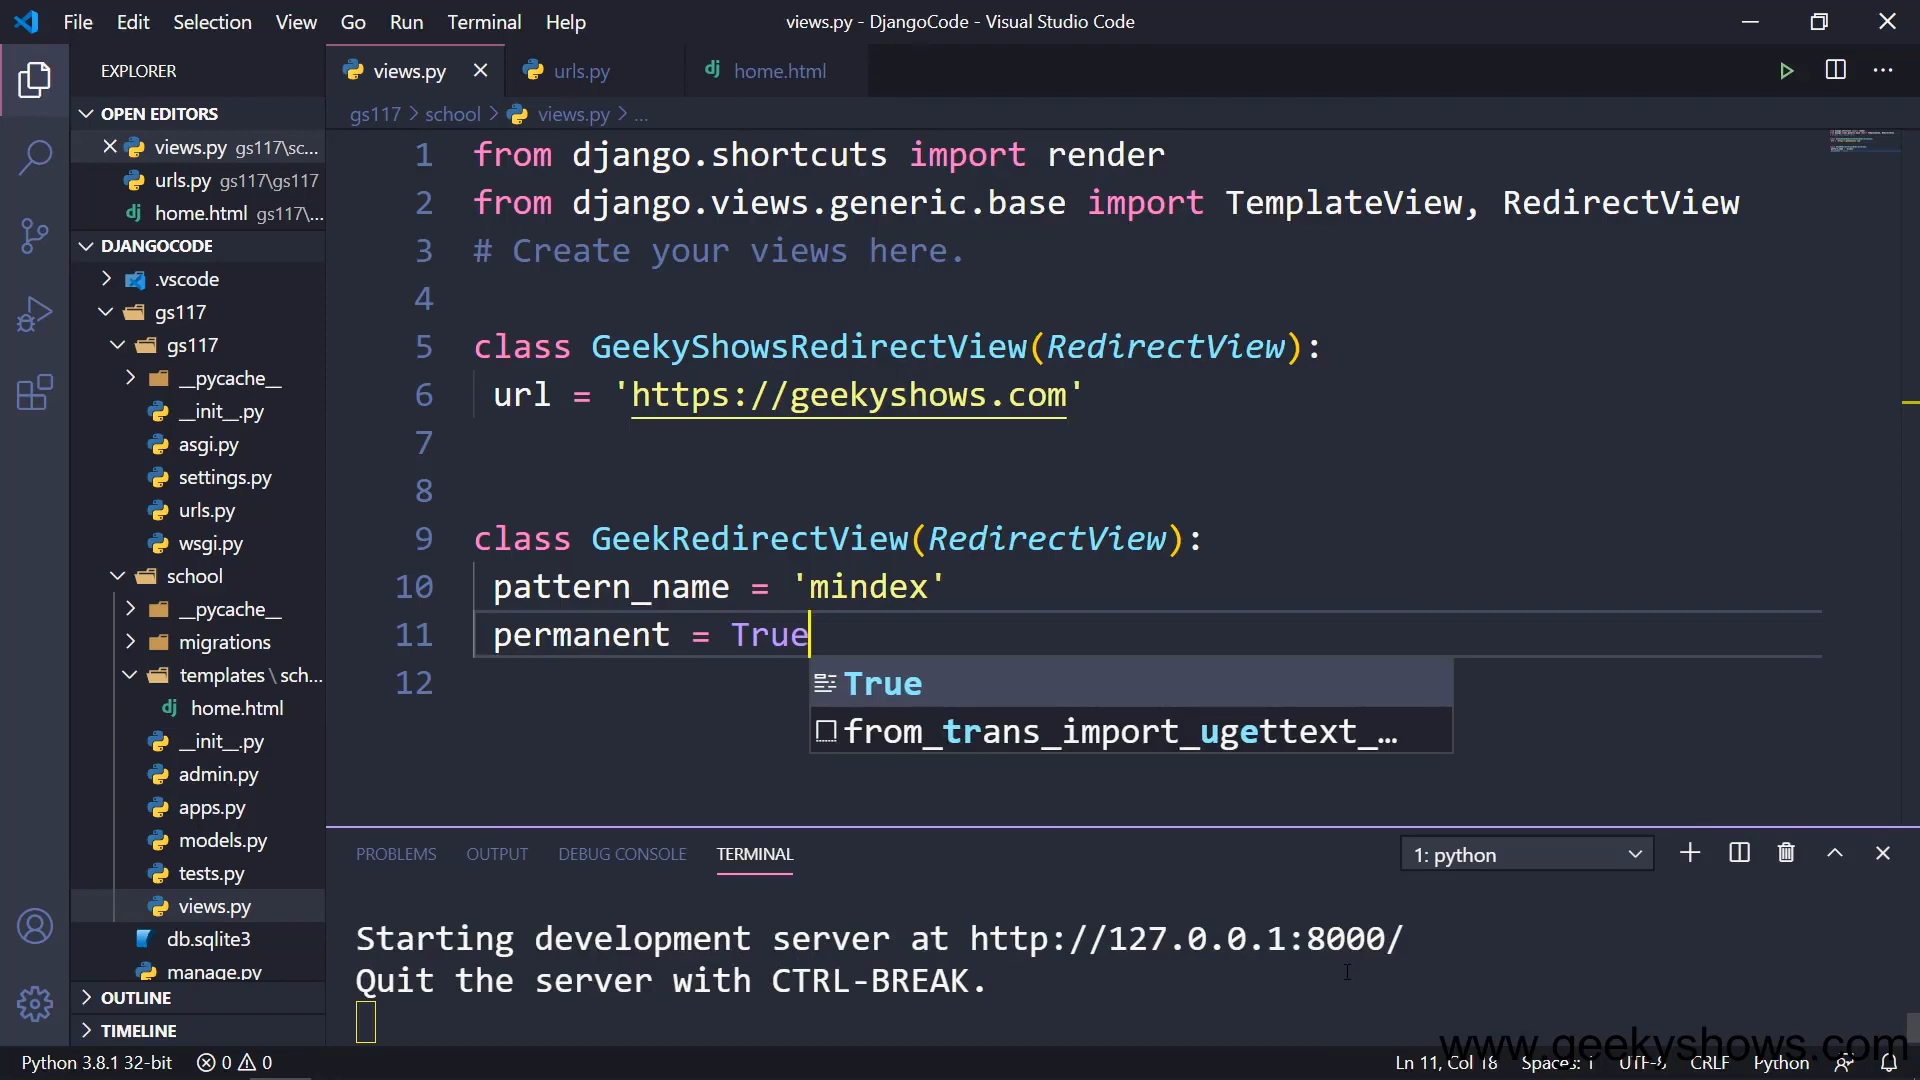 File Edit Selection View Go Run Terminal Help
views.py - DjangoCode - Visual Studio Code
EXPLORER
OPEN EDITORS
views.py gs117\sc...
urls.py gs117\gs117
home.html gs117\...
DJANGOCODE
.vscode
gs117
gs117
__pycache__
__init__.py
asgi.py
settings.py
urls.py
wsgi.py
school
__pycache__
migrations
templates\sch...
home.html
__init__.py
admin.py
apps.py
models.py
tests.py
views.py
db.sqlite3
manage.py
OUTLINE
TIMELINE
views.py urls.py home.html
gs117 > school > views.py > ...
1 from django.shortcuts import render
2 from django.views.generic.base import TemplateView, RedirectView
3 # Create your views here.
4
5 class GeekyShowsRedirectView(RedirectView):
6 url = 'https://geekyshows.com'
7
8
9 class GeekRedirectView(RedirectView):
10 pattern_name = 'mindex'
11 permanent = True
12
True
from_trans_import_ugettext_...
PROBLEMS OUTPUT DEBUG CONSOLE TERMINAL
1: python
Starting development server at http://127.0.0.1:8000/
Quit the server with CTRL-BREAK.
www.geekyshows.com
Python 3.8.1 32-bit 0 0
Ln 11, Col 18 Spaces: 1 UTF-8 CRLF Python